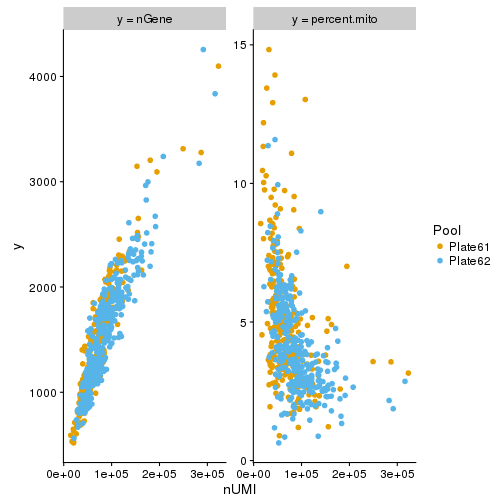 y = nGene
y = percent.mito
y
4000
3000
2000
1000
15
10
5
0
0e+00 1e+05 2e+05 3e+05
0e+00 1e+05 2e+05 3e+05
nUMI
Pool
Plate61
Plate62